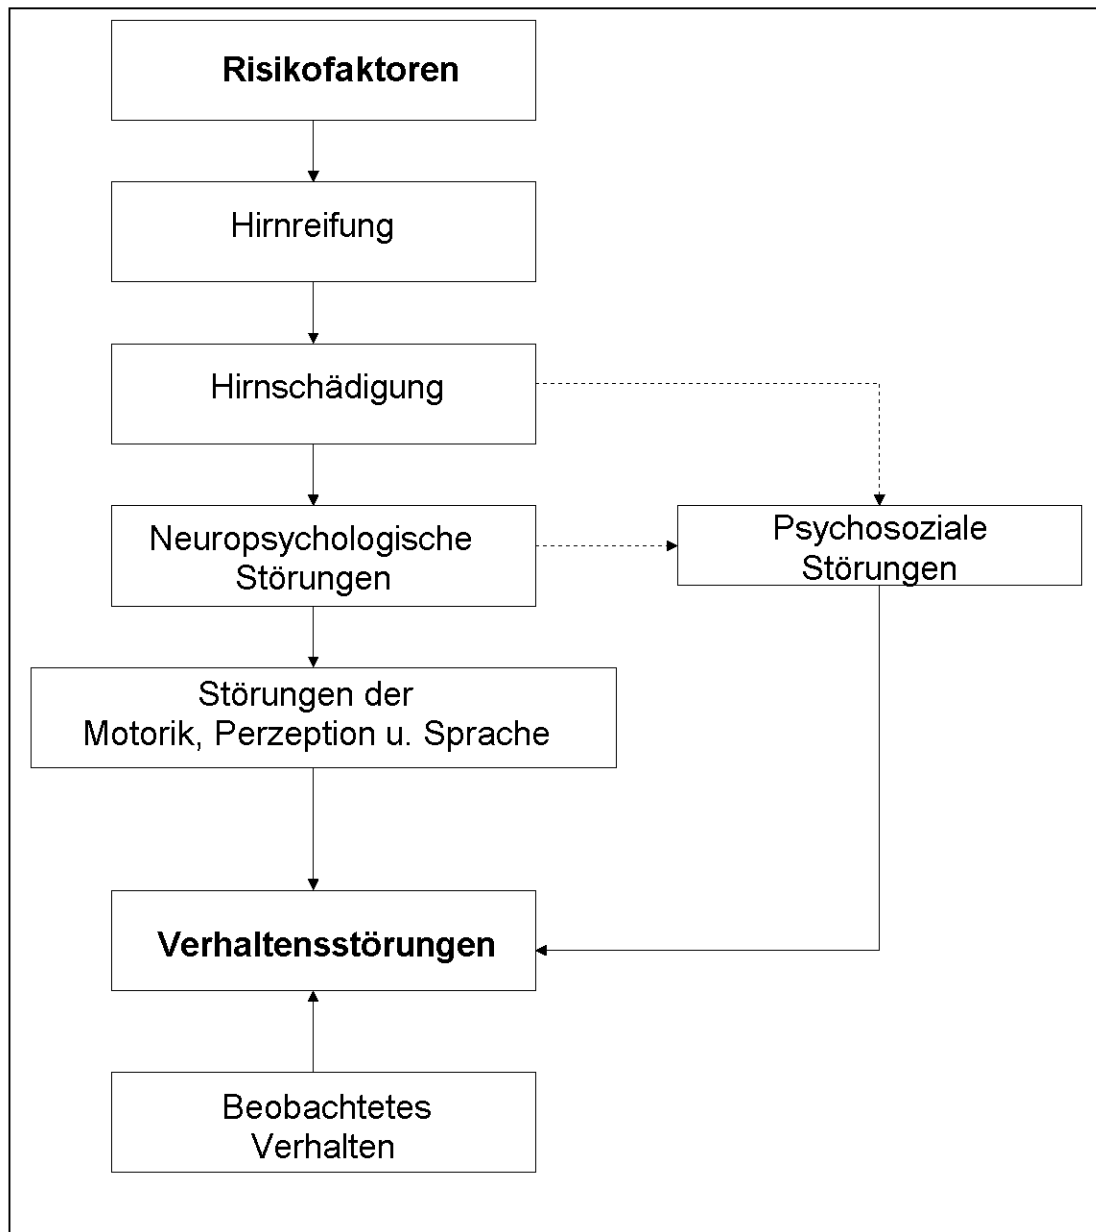 Risikofaktoren
Hirnreifung
Hirnschädigung
Neuropsychologische
Störungen
Psychosoziale
Störungen
Störungen der
Motorik, Perzeption u. Sprache
Verhaltensstörungen
Beobachtetes
Verhalten